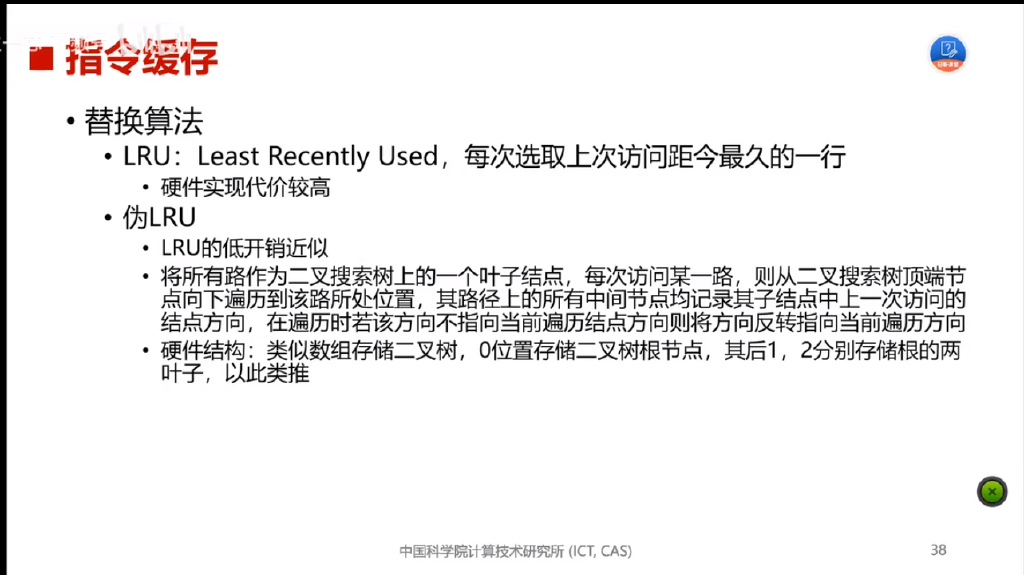 指令缓存
• 替换算法
• LRU：Least Recently Used，每次选取上次访问距今最久的一行
• 硬件实现代价较高
• 伪LRU
• LRU的低开销近似
• 将所有路作为二叉搜索树上的一个叶子结点，每次访问某一路，则从二叉搜索树顶端节
点向下遍历到该路所处位置，其路径上的所有中间节点均记录其子结点中上一次访问的
结点方向，在遍历时若该方向不指向当前遍历结点方向则将方向反转指向当前遍历方向
• 硬件结构：类似数组存储二叉树，0位置存储二叉树根节点，其后1，2分别存储根的两
叶子，以此类推
中国科学院计算技术研究所 (ICT, CAS)
38